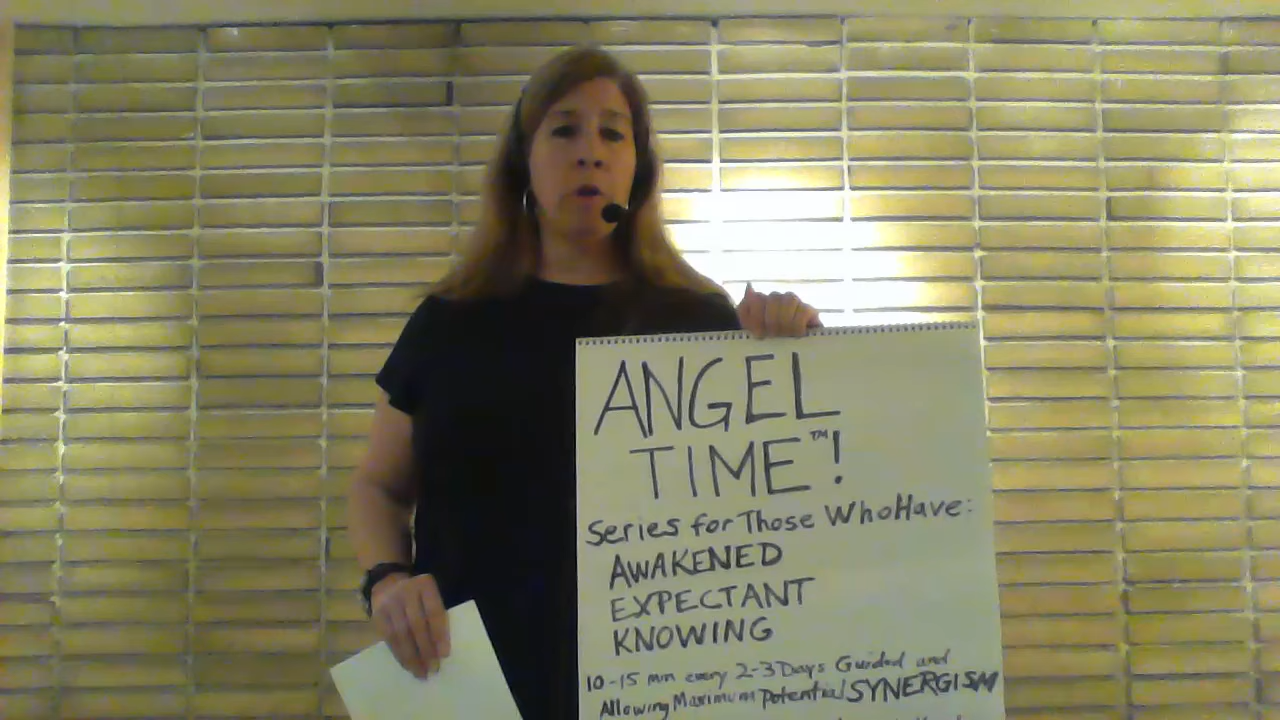 ANGEL
TIME™!
Series for Those Who Have:
AWAKENED
EXPECTANT
KNOWING
10-15 min every 2-3 Days Guided and
Allowing Maximum Potential SYNERGISM